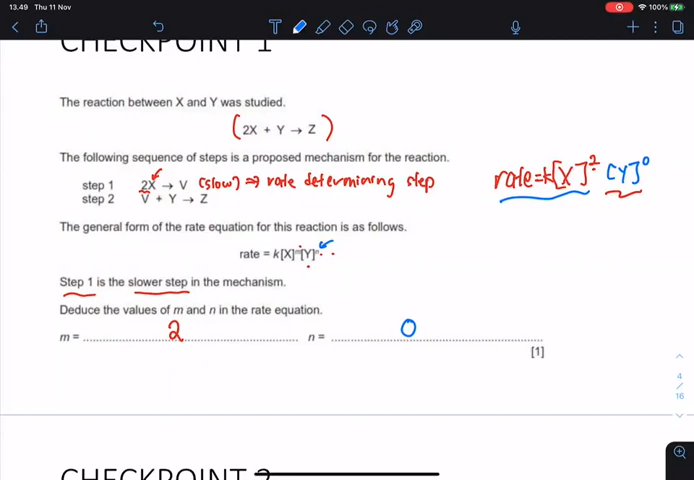 13.49 Thu 11 Nov
100%
CHECKPOINT 1
The reaction between X and Y was studied.
(2X + Y → Z)
The following sequence of steps is a proposed mechanism for the reaction.
step 1 2X → V (slow) ⇒ rate determining step
step 2 V + Y → Z
rate = k[X]² [Y]⁰
The general form of the rate equation for this reaction is as follows.
rate = k[X]ᵐ[Y]ⁿ
Step 1 is the slower step in the mechanism.
Deduce the values of m and n in the rate equation.
m = 2 n = 0
[1]
4
/
16
CHECKPOINT 2